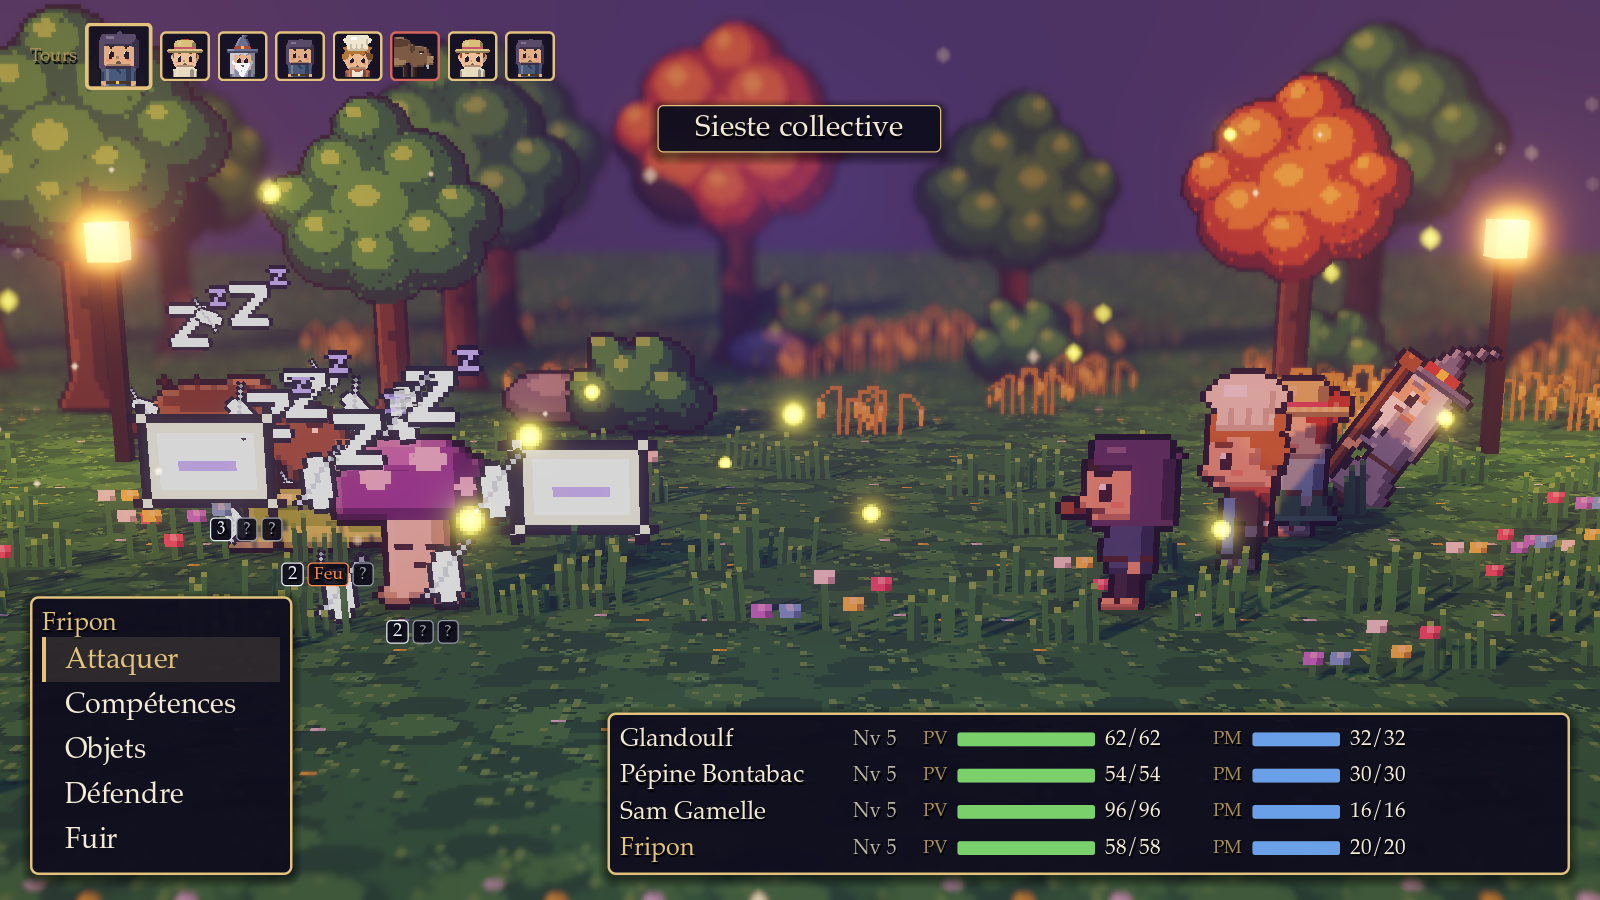 Tours
Sieste collective
Z z Z z
Z z Z z
Z Z z
3 ? ?
2 Feu ?
2 ? ?
Fripon
Attaquer
Compétences
Objets
Défendre
Fuir
Glandoulf Nv 5 PV 62/62 PM 32/32
Pépine Bontabac Nv 5 PV 54/54 PM 30/30
Sam Gamelle Nv 5 PV 96/96 PM 16/16
Fripon Nv 5 PV 58/58 PM 20/20